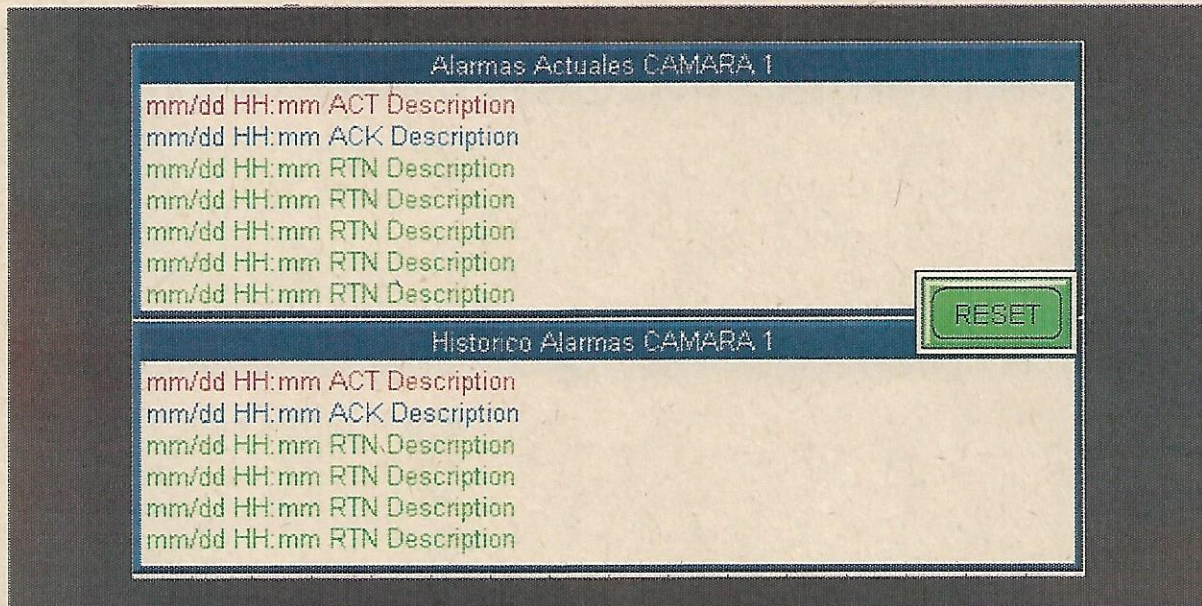 Alarmas Actuales CAMARA 1
mm/dd HH:mm ACT Description
mm/dd HH:mm ACK Description
mm/dd HH:mm RTN Description
mm/dd HH:mm RTN Description
mm/dd HH:mm RTN Description
mm/dd HH:mm RTN Description
mm/dd HH:mm RTN Description
RESET
Historico Alarmas CAMARA 1
mm/dd HH:mm ACT Description
mm/dd HH:mm ACK Description
mm/dd HH:mm RTN Description
mm/dd HH:mm RTN Description
mm/dd HH:mm RTN Description
mm/dd HH:mm RTN Description